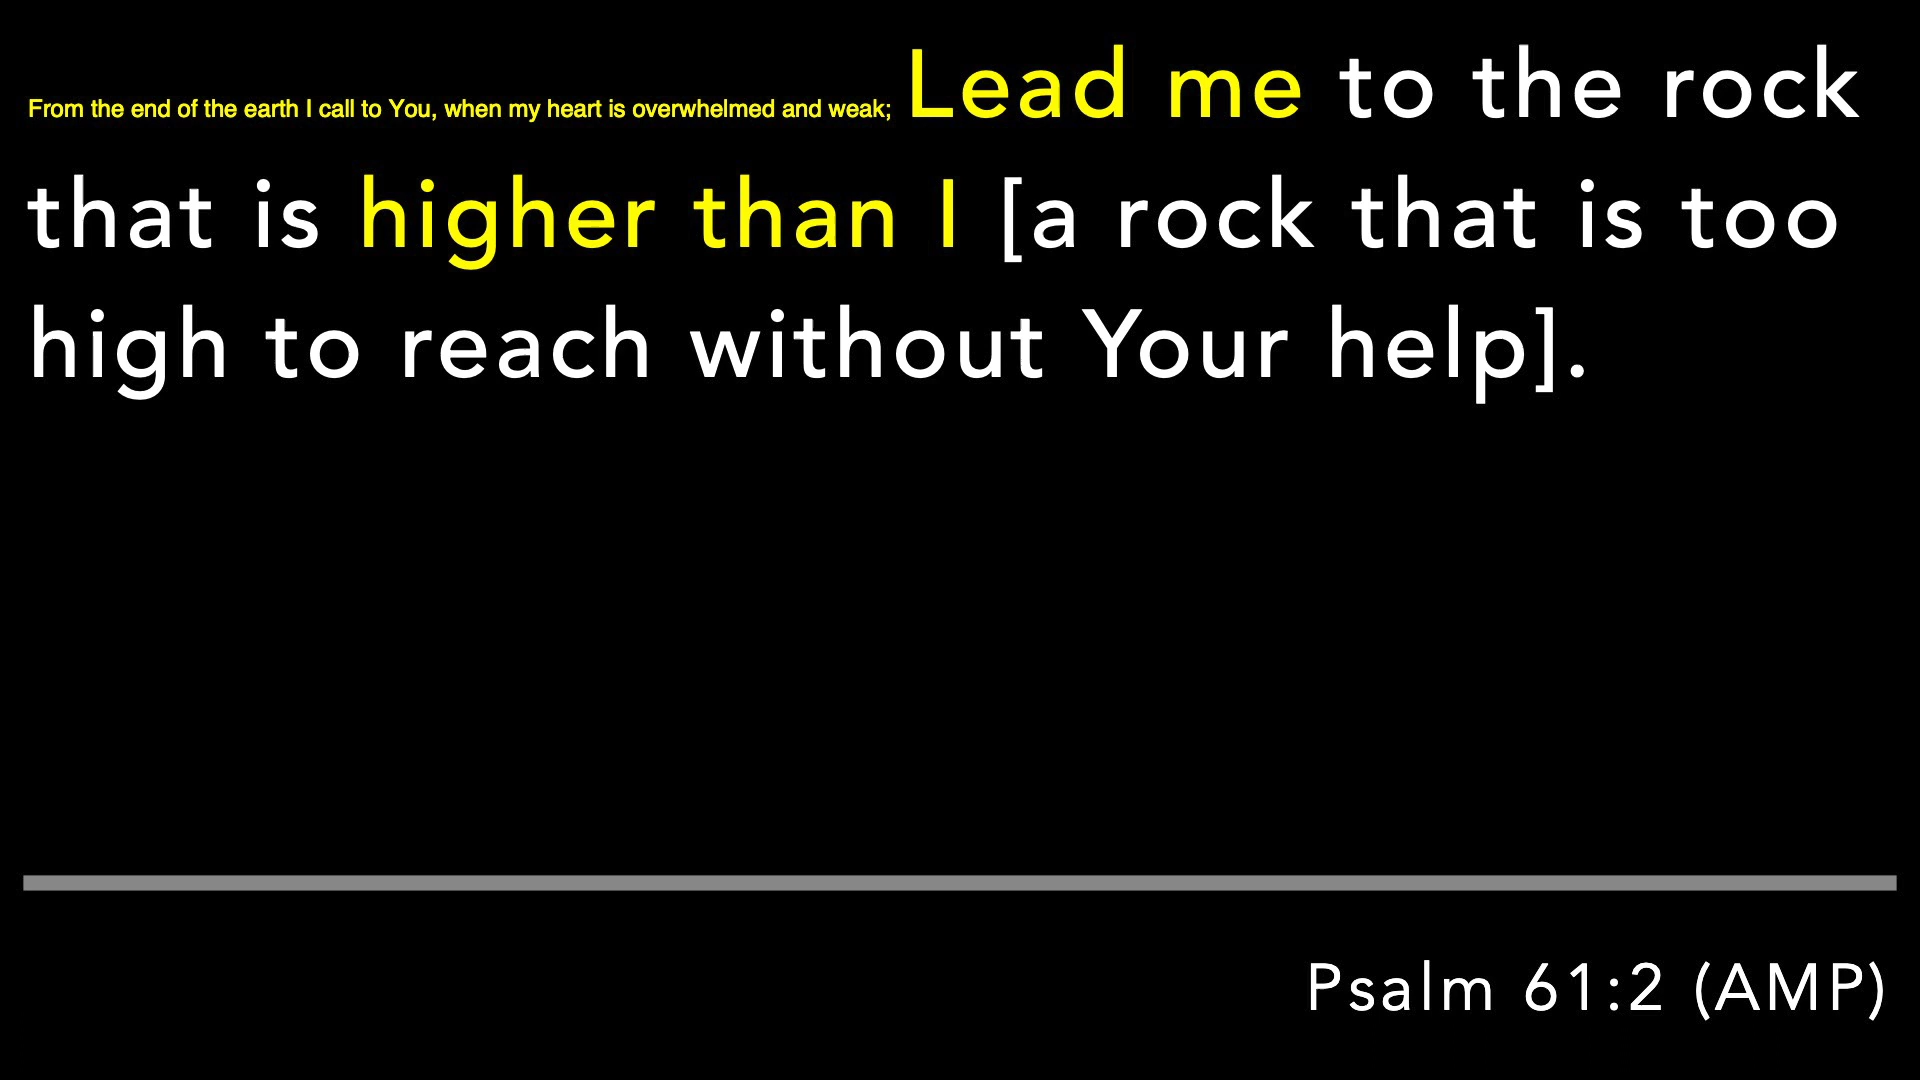 From the end of the earth I call to You, when my heart is overwhelmed and weak; Lead me to the rock
that is higher than I [a rock that is too
high to reach without Your help].
Psalm 61:2 (AMP)